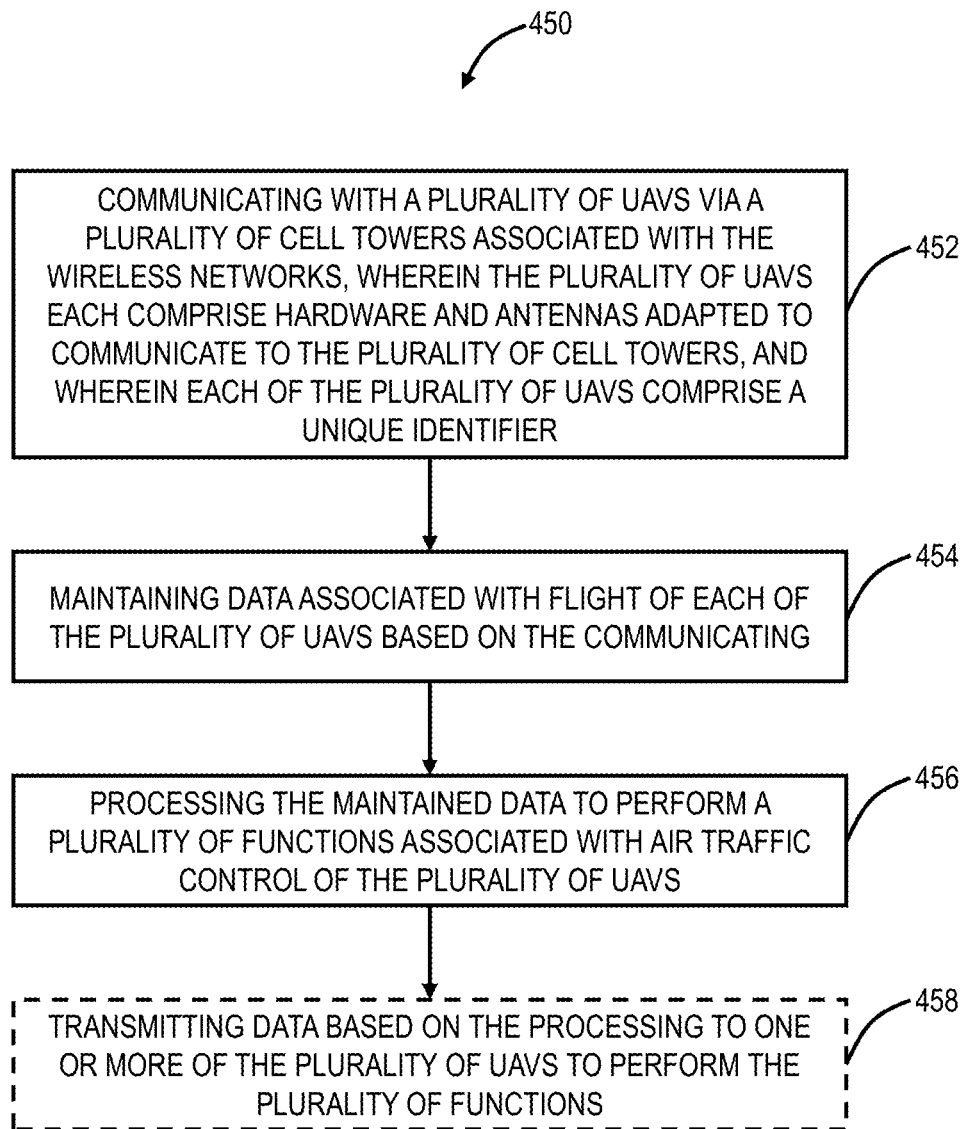 450
COMMUNICATING WITH A PLURALITY OF UAVS VIA A
PLURALITY OF CELL TOWERS ASSOCIATED WITH THE
WIRELESS NETWORKS, WHEREIN THE PLURALITY OF UAVS
EACH COMPRISE HARDWARE AND ANTENNAS ADAPTED TO
COMMUNICATE TO THE PLURALITY OF CELL TOWERS, AND
WHEREIN EACH OF THE PLURALITY OF UAVS COMPRISE A
UNIQUE IDENTIFIER
452
MAINTAINING DATA ASSOCIATED WITH FLIGHT OF EACH OF
THE PLURALITY OF UAVS BASED ON THE COMMUNICATING
454
PROCESSING THE MAINTAINED DATA TO PERFORM A
PLURALITY OF FUNCTIONS ASSOCIATED WITH AIR TRAFFIC
CONTROL OF THE PLURALITY OF UAVS
456
TRANSMITTING DATA BASED ON THE PROCESSING TO ONE
OR MORE OF THE PLURALITY OF UAVS TO PERFORM THE
PLURALITY OF FUNCTIONS
458